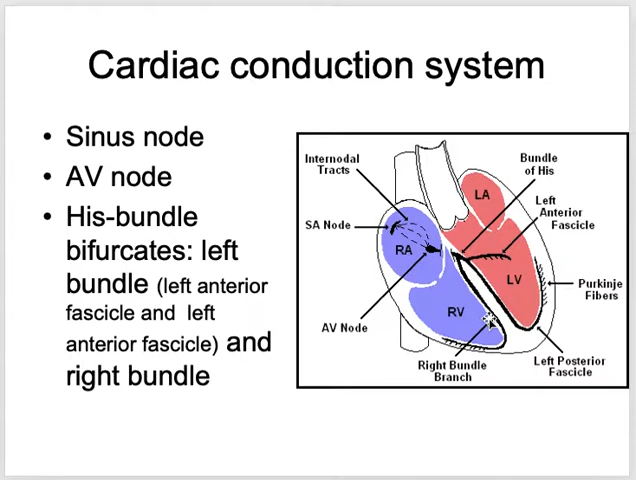 Cardiac conduction system
• Sinus node
• AV node
• His-bundle
bifurcates: left
bundle (left anterior
fascicle and left
anterior fascicle) and
right bundle
Internodal
Tracts
SA Node
RA
AV Node
RV
Right Bundle
Branch
Bundle
of His
LA
Left
Anterior
Fascicle
LV
Purkinje
Fibers
Left Posterior
Fascicle